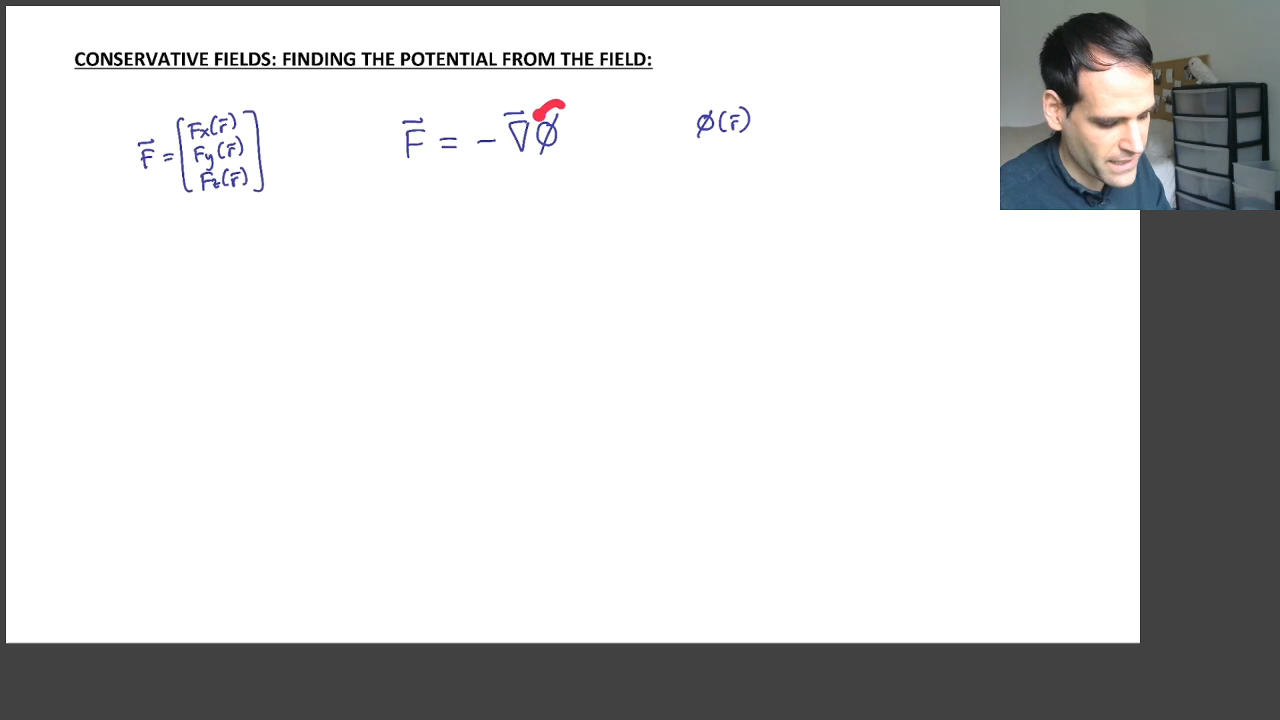 CONSERVATIVE FIELDS: FINDING THE POTENTIAL FROM THE FIELD:
F⃗ = [Fx(r̄) Fy(r̄) Fz(r̄)]
F⃗ = − ∇⃗∅
∅(r̄)